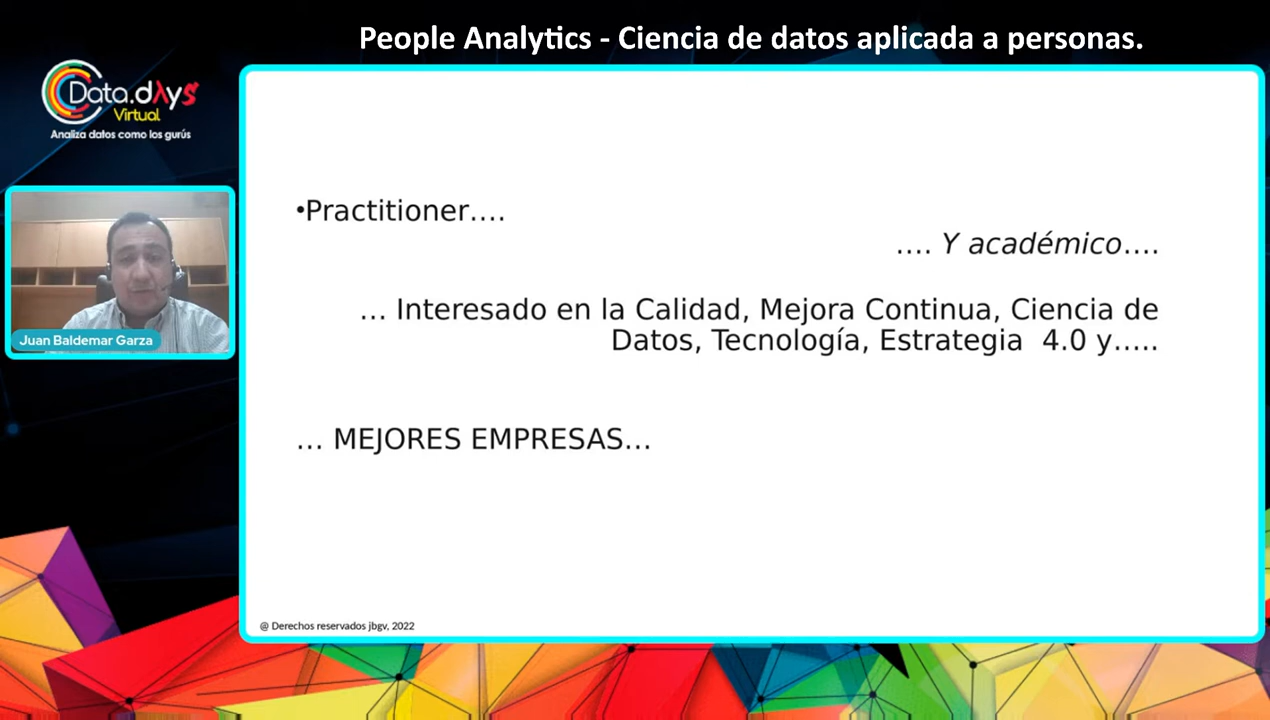 People Analytics - Ciencia de datos aplicada a personas.
Data.dAys
Virtual
Analiza datos como los gurús
Juan Baldemar Garza
•Practitioner....
.... Y académico....
... Interesado en la Calidad, Mejora Continua, Ciencia de
Datos, Tecnología, Estrategia 4.0 y.....
... MEJORES EMPRESAS...
@ Derechos reservados jbgv, 2022